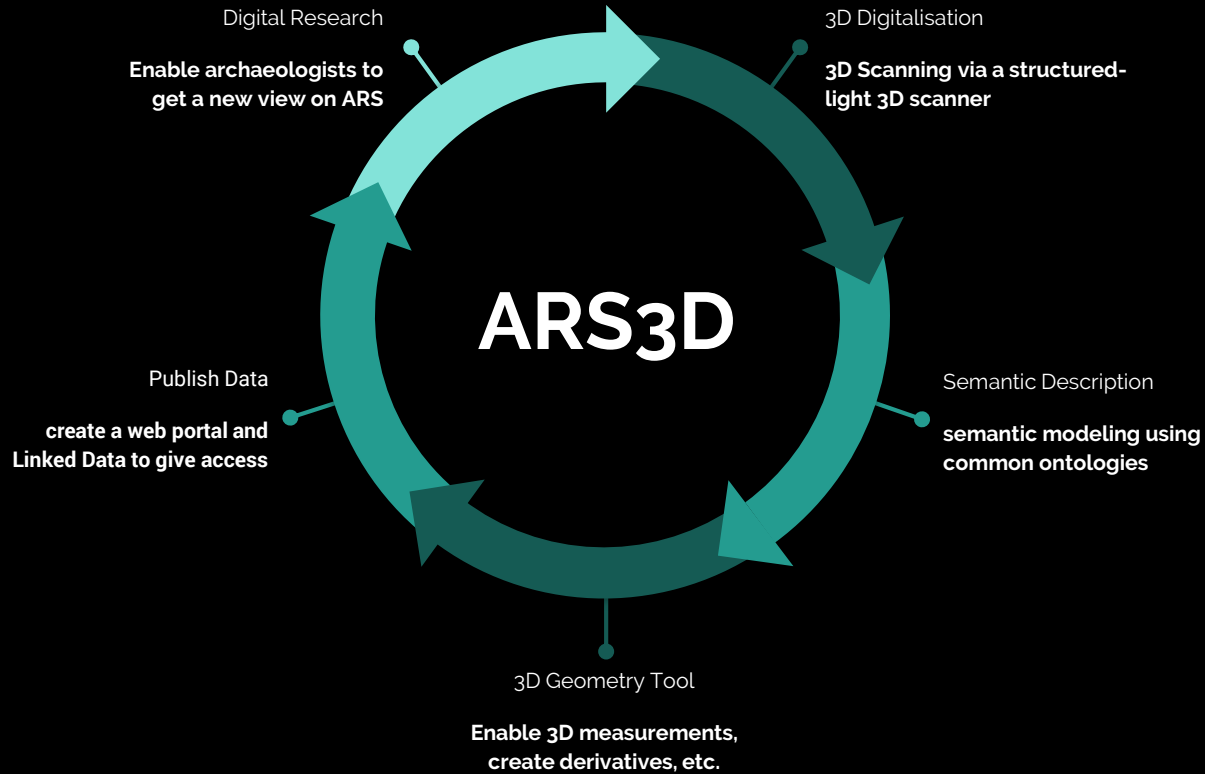 Digital Research
Enable archaeologists to
get a new view on ARS
3D Digitalisation
3D Scanning via a structured-
light 3D scanner
ARS3D
Publish Data
create a web portal and
Linked Data to give access
Semantic Description
semantic modeling using
common ontologies
3D Geometry Tool
Enable 3D measurements,
create derivatives, etc.